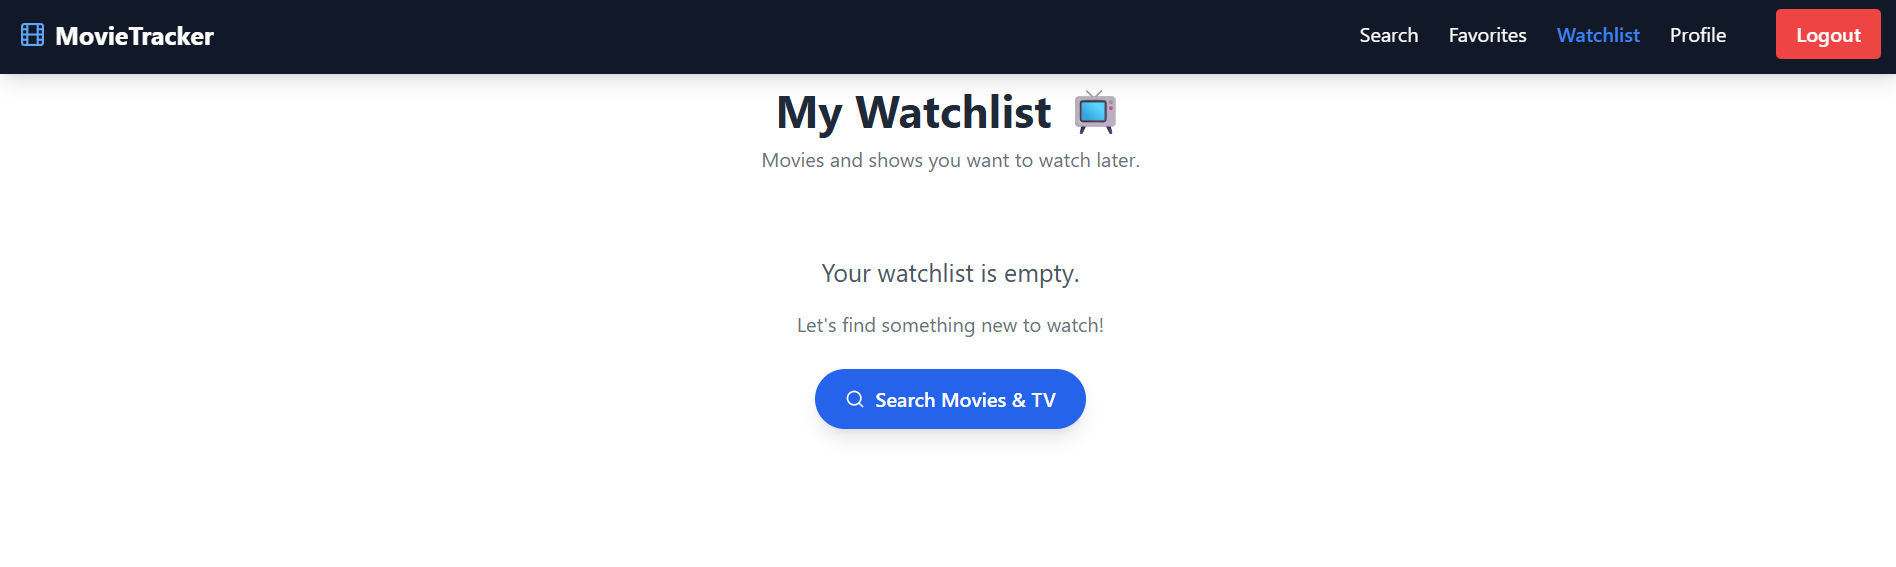 MovieTracker
Search Favorites Watchlist Profile Logout
My Watchlist
Movies and shows you want to watch later.
Your watchlist is empty.
Let's find something new to watch!
Search Movies & TV